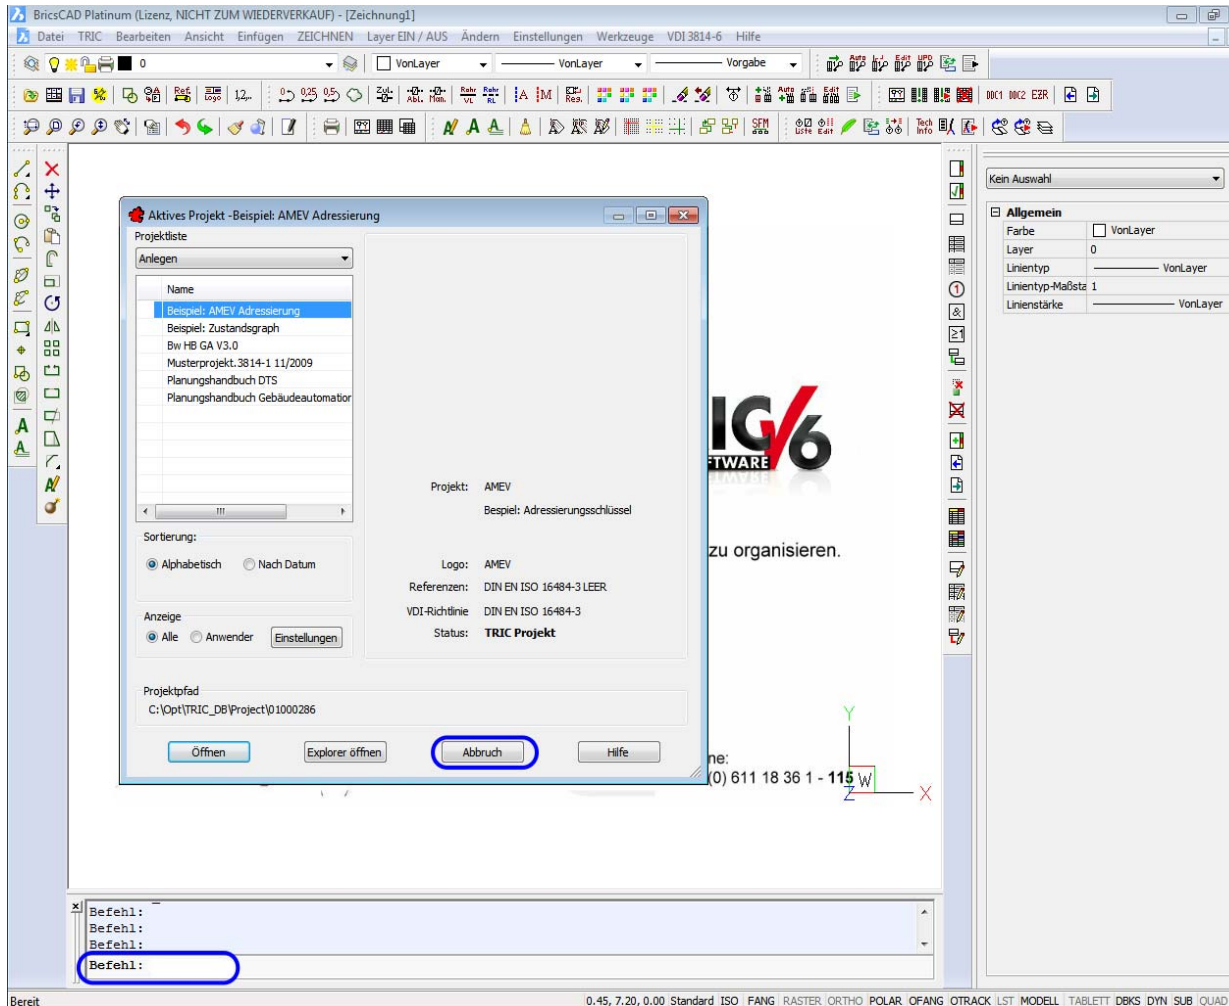 BricsCAD Platinum (Lizenz, NICHT ZUM WIEDERVERKAUF) - [Zeichnung1]
Datei TRIC Bearbeiten Ansicht Einfügen ZEICHNEN Layer EIN / AUS Ändern Einstellungen Werkzeuge VDI 3814-6 Hilfe
0 VonLayer VonLayer VonLayer Vorgabe
DDC1 DDC2 EZR
Kein Auswahl
Allgemein
Farbe VonLayer
Layer 0
Linientyp VonLayer
Linientyp-Maßsta 1
Linienstärke VonLayer
Aktives Projekt -Beispiel: AMEV Adressierung
Projektliste
Anlegen
Name
Beispiel: AMEV Adressierung
Beispiel: Zustandsgraph
Bw HB GA V3.0
Musterprojekt.3814-1 11/2009
Planungshandbuch DTS
Planungshandbuch Gebäudeautomation
Sortierung:
Alphabetisch Nach Datum
Anzeige
Alle Anwender Einstellungen
Projekt: AMEV
Bespiel: Adressierungsschlüssel
Logo: AMEV
Referenzen: DIN EN ISO 16484-3 LEER
VDI-Richtlinie DIN EN ISO 16484-3
Status: TRIC Projekt
Projektpfad
C:\Opt\TRIC_DB\Project\01000286
Öffnen Explorer öffnen Abbruch Hilfe
IC V6
FTWARE
zu organisieren.
ne:
(0) 611 18 36 1 - 115
Y
W
Z X
Befehl:
Befehl:
Befehl:
Befehl:
Bereit 0.45, 7.20, 0.00 Standard ISO FANG RASTER ORTHO POLAR OFANG OTRACK LST MODELL TABLETT DBKS DYN SUB QUAD